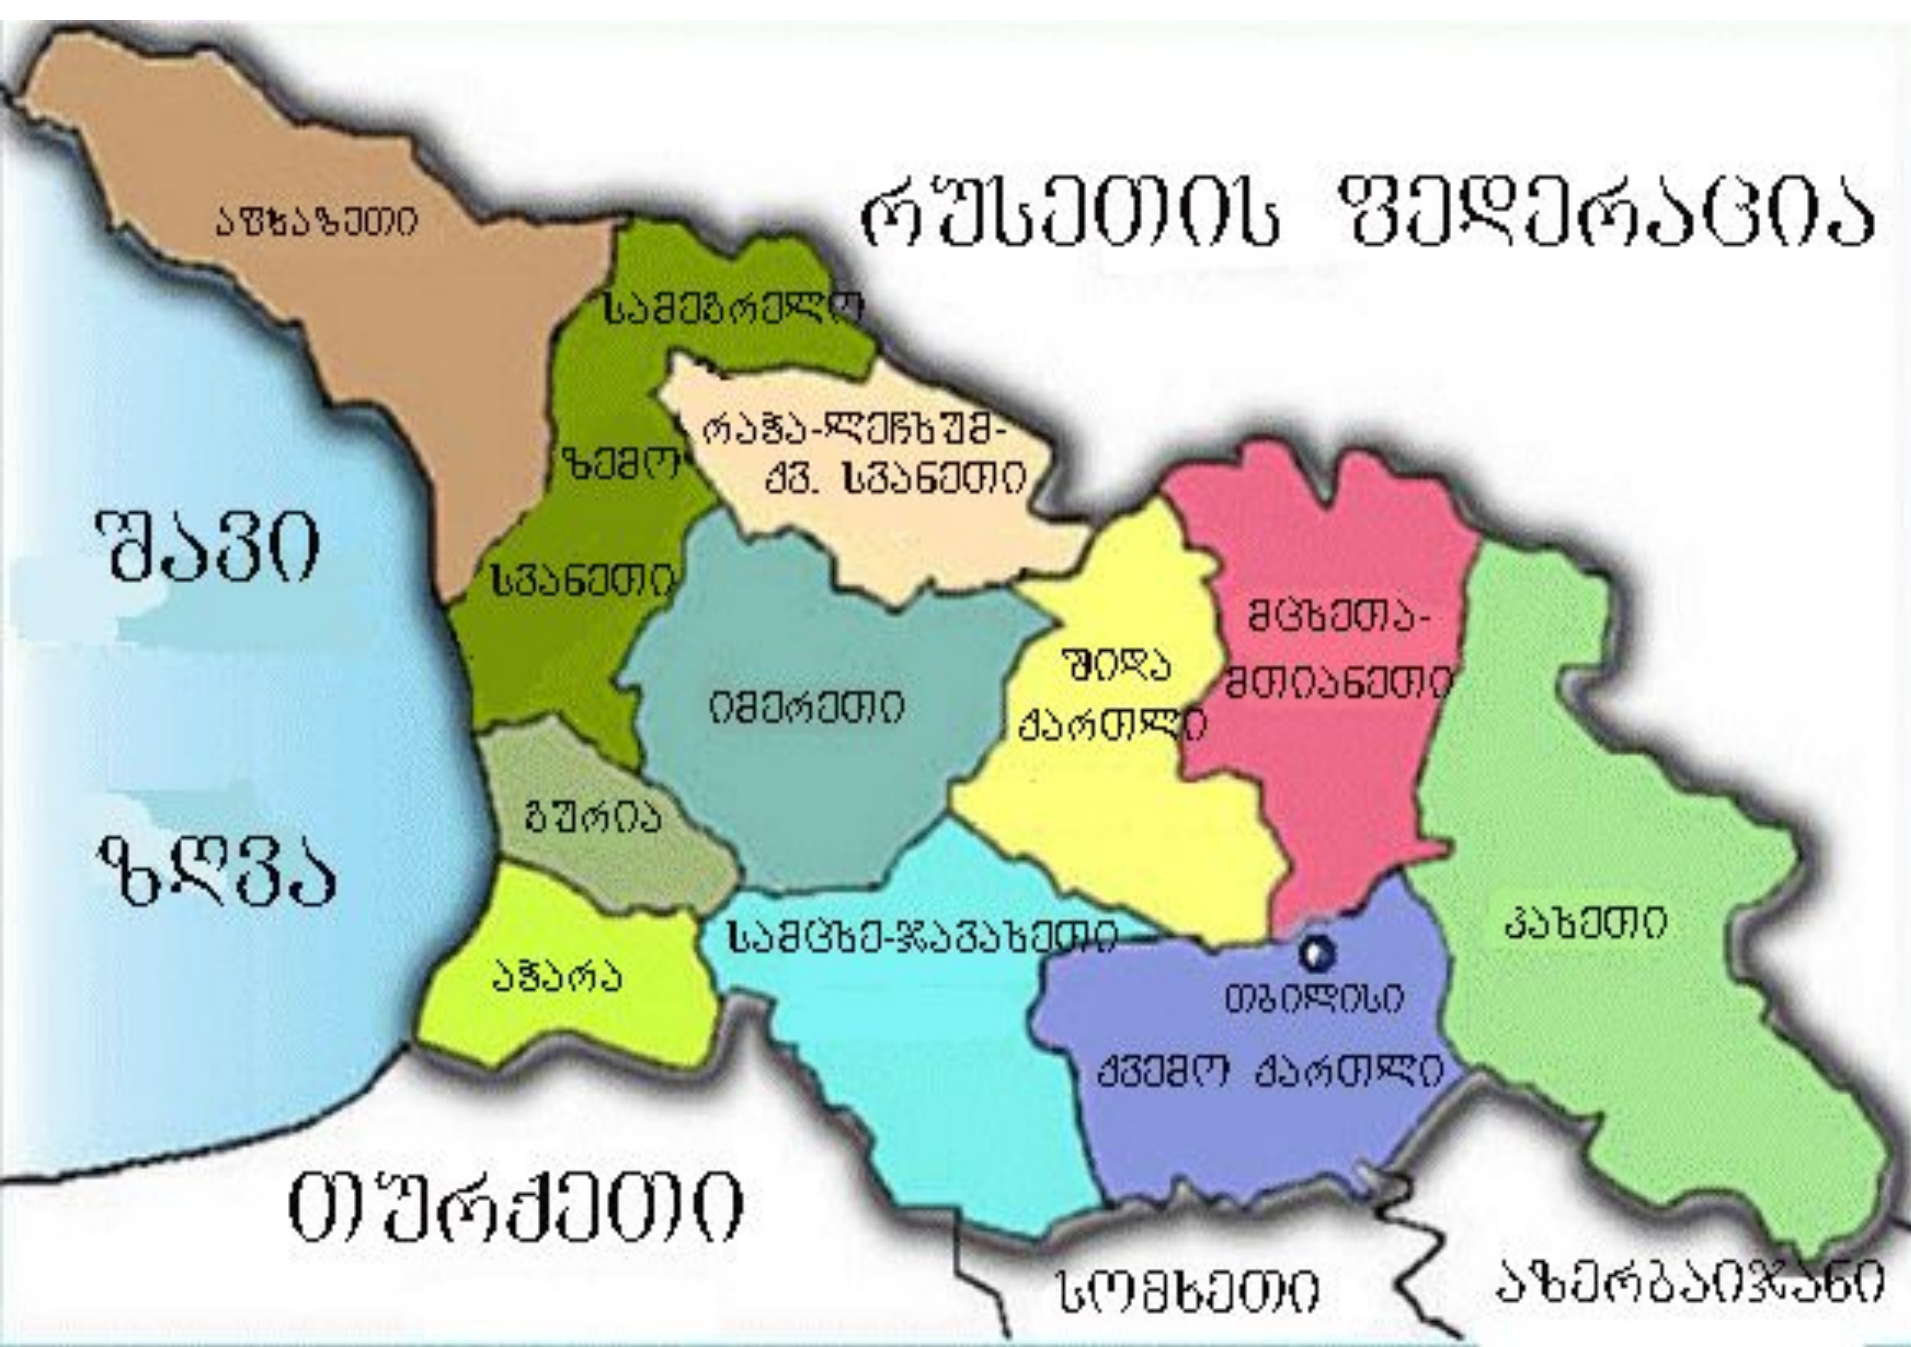 აფხაზეთი
რუსეთის ფედერაცია
სამეგრელო
ზემო
სვანეთი
რაჭა-ლეჩხუმ-
ქვ. სვანეთი
შავი
ზღვა
იმერეთი
შიდა
ქართლი
მცხეთა-
მთიანეთი
გურია
კახეთი
აჭარა
სამცხე-ჯავახეთი
თბილისი
ქვემო ქართლი
თურქეთი
სომხეთი
აზერბაიჯანი